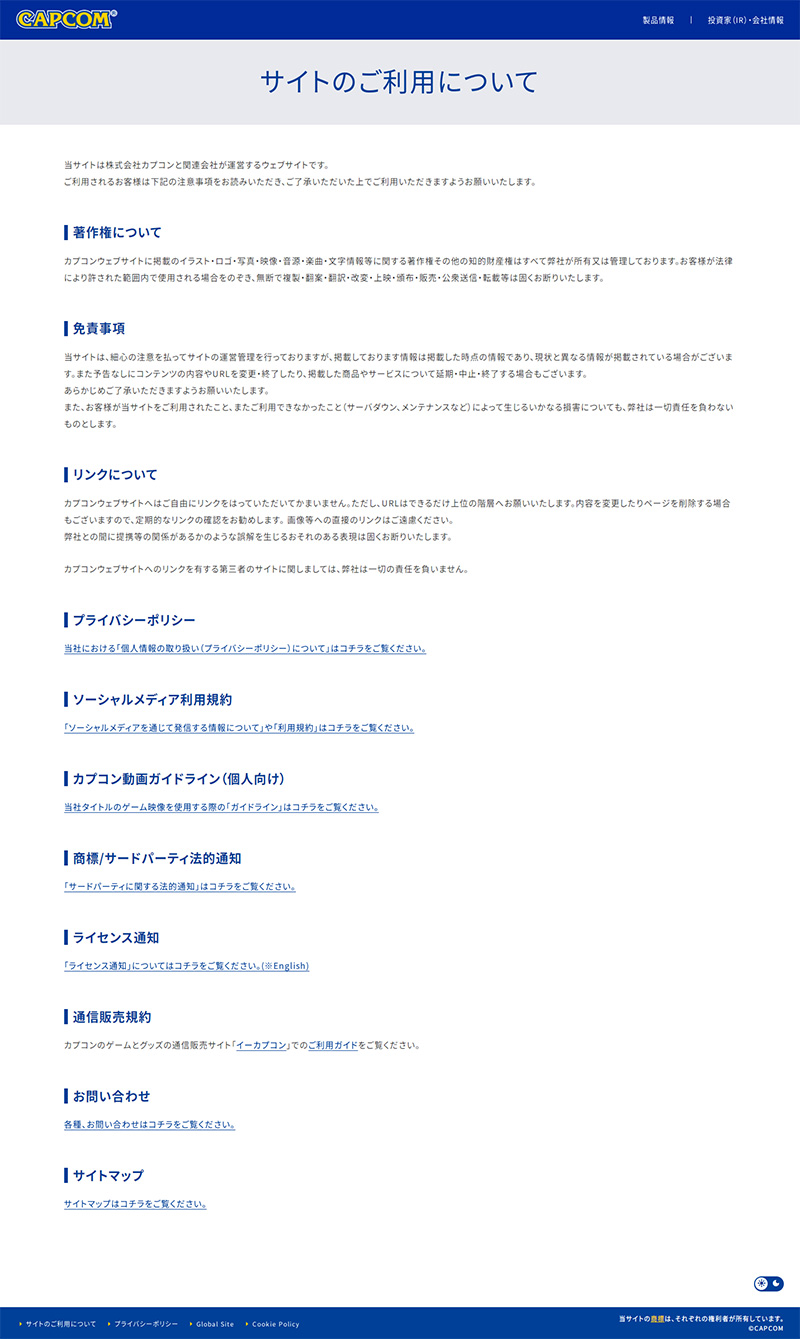 CAPCOM®
製品情報 | 投資家(IR)・会社情報
サイトのご利用について
当サイトは株式会社カプコンと関連会社が運営するウェブサイトです。
ご利用されるお客様は下記の注意事項をお読みいただき、ご了承いただいた上でご利用いただきますようお願いいたします。
著作権について
カプコンウェブサイトに掲載のイラスト・ロゴ・写真・映像・音源・楽曲・文字情報等に関する著作権その他の知的財産権はすべて弊社が所有又は管理しております。お客様が法律
により許された範囲内で使用される場合をのぞき、無断で複製・翻案・翻訳・改変・上映・頒布・販売・公衆送信・転載等は固くお断りいたします。
免責事項
当サイトは、細心の注意を払ってサイトの運営管理を行っておりますが、掲載しております情報は掲載した時点の情報であり、現状と異なる情報が掲載されている場合がございま
す。また予告なしにコンテンツの内容やURLを変更・終了したり、掲載した商品やサービスについて延期・中止・終了する場合もございます。
あらかじめご了承いただきますようお願いいたします。
また、お客様が当サイトをご利用されたこと、またご利用できなかったこと(サーバダウン、メンテナンスなど)によって生じるいかなる損害についても、弊社は一切責任を負わない
ものとします。
リンクについて
カプコンウェブサイトへはご自由にリンクをはっていただいてかまいません。ただし、URLはできるだけ上位の階層へお願いいたします。内容を変更したりページを削除する場合
もございますので、定期的なリンクの確認をお勧めします。 画像等への直接のリンクはご遠慮ください。
弊社との間に提携等の関係があるかのような誤解を生じるおそれのある表現は固くお断りいたします。
カプコンウェブサイトへのリンクを有する第三者のサイトに関しましては、弊社は一切の責任を負いません。
プライバシーポリシー
当社における「個人情報の取り扱い(プライバシーポリシー)について」はコチラをご覧ください。
ソーシャルメディア利用規約
「ソーシャルメディアを通じて発信する情報について」や「利用規約」はコチラをご覧ください。
カプコン動画ガイドライン(個人向け)
当社タイトルのゲーム映像を使用する際の「ガイドライン」はコチラをご覧ください。
商標/サードパーティ法的通知
「サードパーティに関する法的通知」はコチラをご覧ください。
ライセンス通知
「ライセンス通知」についてはコチラをご覧ください。(※English)
通信販売規約
カプコンのゲームとグッズの通信販売サイト「イーカプコン」でのご利用ガイドをご覧ください。
お問い合わせ
各種、お問い合わせはコチラをご覧ください。
サイトマップ
サイトマップはコチラをご覧ください。
サイトのご利用について プライバシーポリシー Global Site Cookie Policy
当サイトの商標は、それぞれの権利者が所有しています。
©CAPCOM